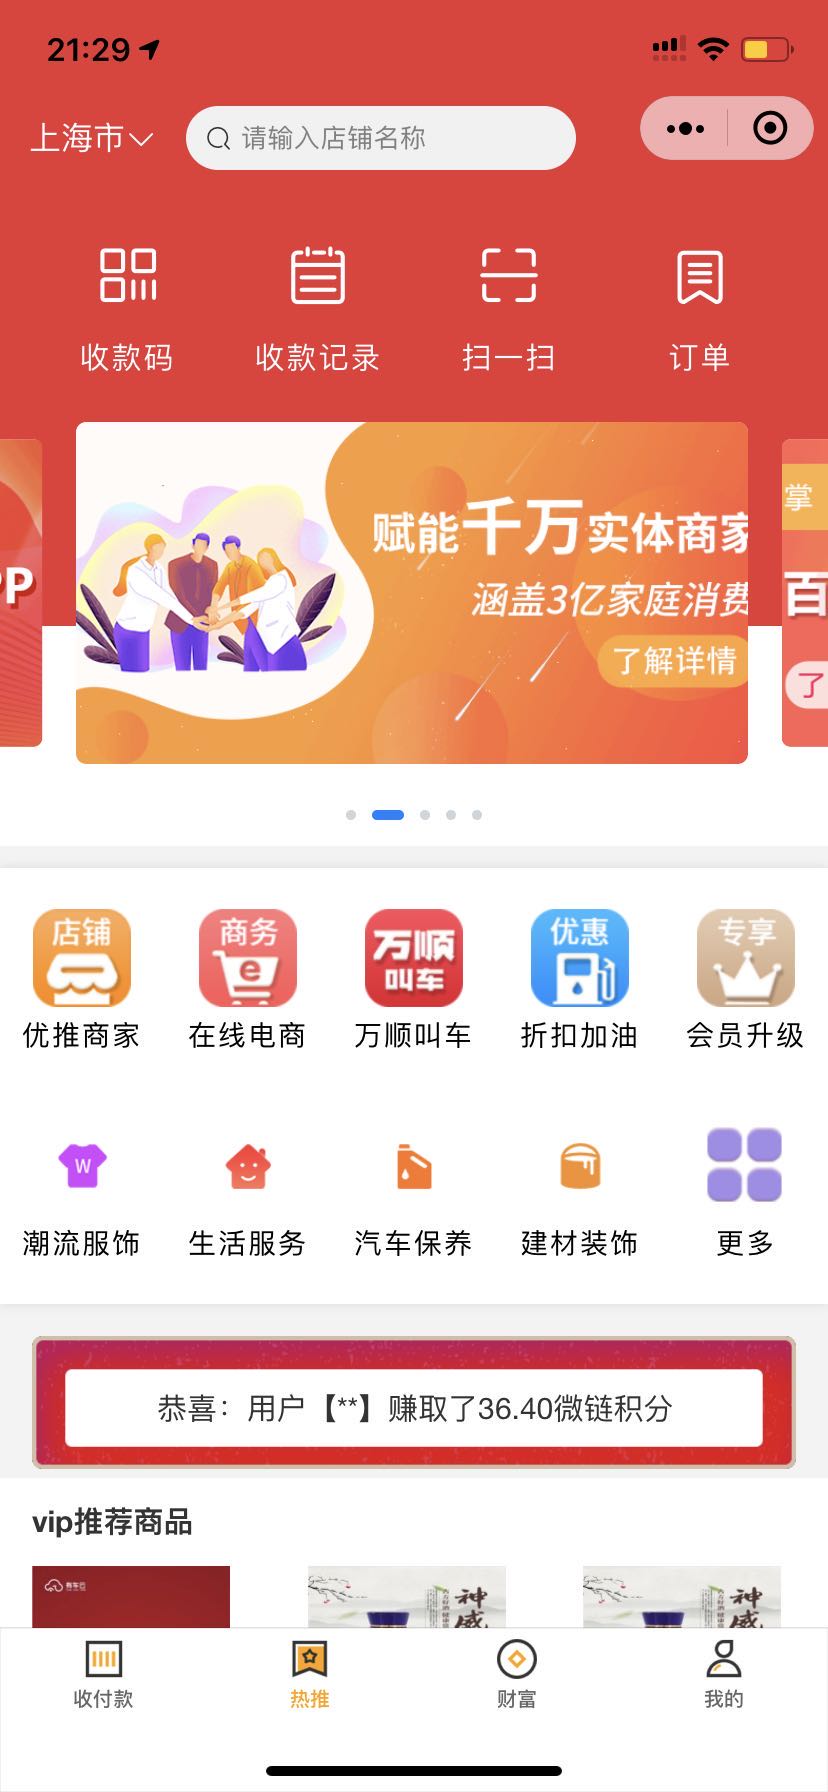 21:29
上海市
请输入店铺名称
收款码
收款记录
扫一扫
订单
PP
赋能千万实体商家
涵盖3亿家庭消费
了解详情
掌
百
了
店铺
商务
e
万顺
叫车
优惠
专享
优推商家
在线电商
万顺叫车
折扣加油
会员升级
W
潮流服饰
生活服务
汽车保养
建材装饰
更多
恭喜：用户【**】赚取了36.40微链积分
vip推荐商品
神威
神威
收付款
热推
财富
我的